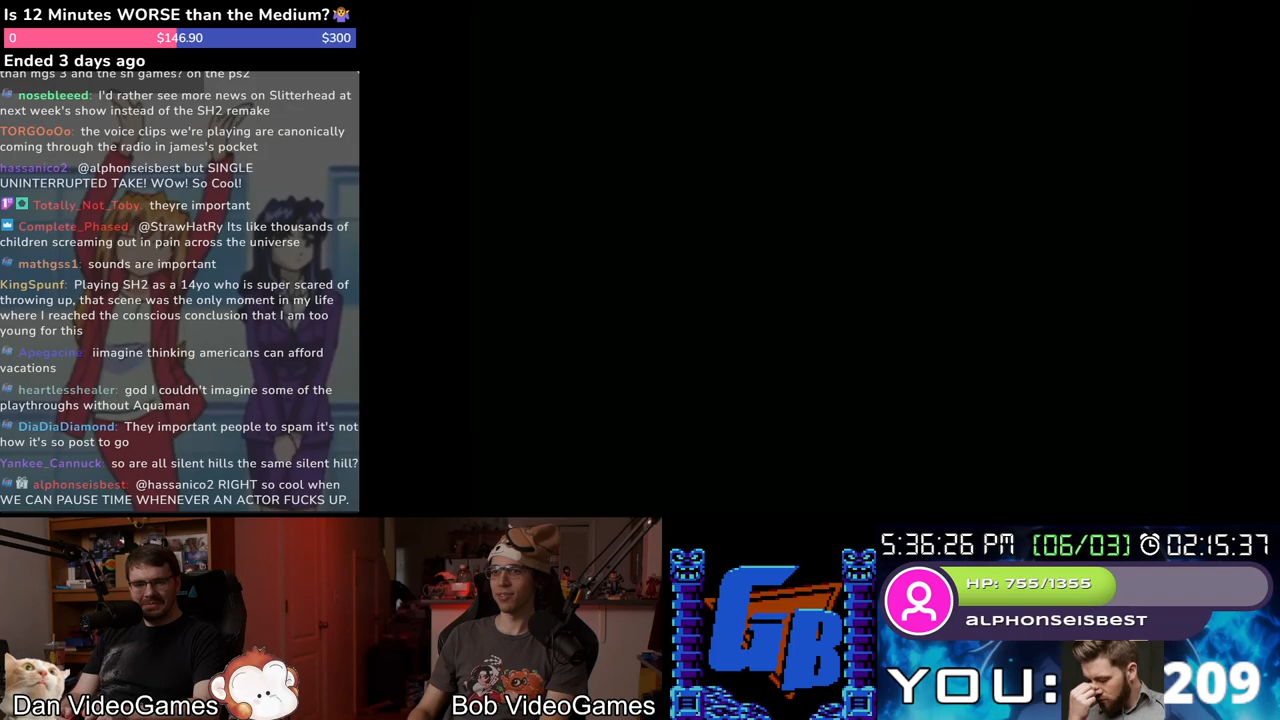 Is 12 Minutes WORSE than the Medium?🤷‍♀️
0 $146.90 $300
Ended 3 days ago
than mgs 3 and the sh games? on the ps2
nosebleeed: I'd rather see more news on Slitterhead at
next week's show instead of the SH2 remake
TORGOoOo: the voice clips we're playing are canonically
coming through the radio in james's pocket
hassanico2: @alphonseisbest but SINGLE
UNINTERRUPTED TAKE! WOw! So Cool!
Totally_Not_Toby: theyre important
Complete_Phased: @StrawHatRy Its like thousands of
children screaming out in pain across the universe
mathgss1: sounds are important
KingSpunf: Playing SH2 as a 14yo who is super scared of
throwing up, that scene was the only moment in my life
where I reached the conscious conclusion that I am too
young for this
Apegacine: iimagine thinking americans can afford
vacations
heartlesshealer: god I couldn't imagine some of the
playthroughs without Aquaman
DiaDiaDiamond: They important people to spam it's not
how it's so post to go
Yankee_Cannuck: so are all silent hills the same silent hill?
alphonseisbest: @hassanico2 RIGHT so cool when
WE CAN PAUSE TIME WHENEVER AN ACTOR FUCKS UP.
Dan VideoGames
Bob VideoGames
GB
5:36:26 PM [06/03] 02:15:37
HP: 755/1355
alphonseisbest
YOU: 209